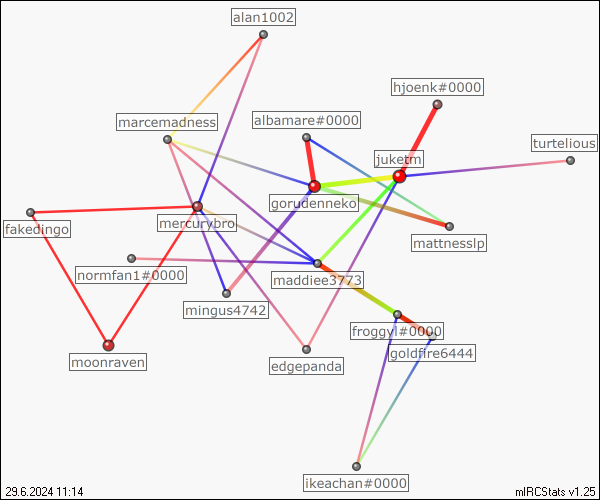 alan1002
hjoenk#0000
marcemadness
albamare#0000
turtelious
juketm
gorudenneko
fakedingo
mercurybro
mattnesslp
normfan1#0000
maddiee3773
mingus4742
froggyl#0000
goldfire6444
moonraven
edgepanda
ikeachan#0000
29.6.2024 11:14
mIRCStats v1.25